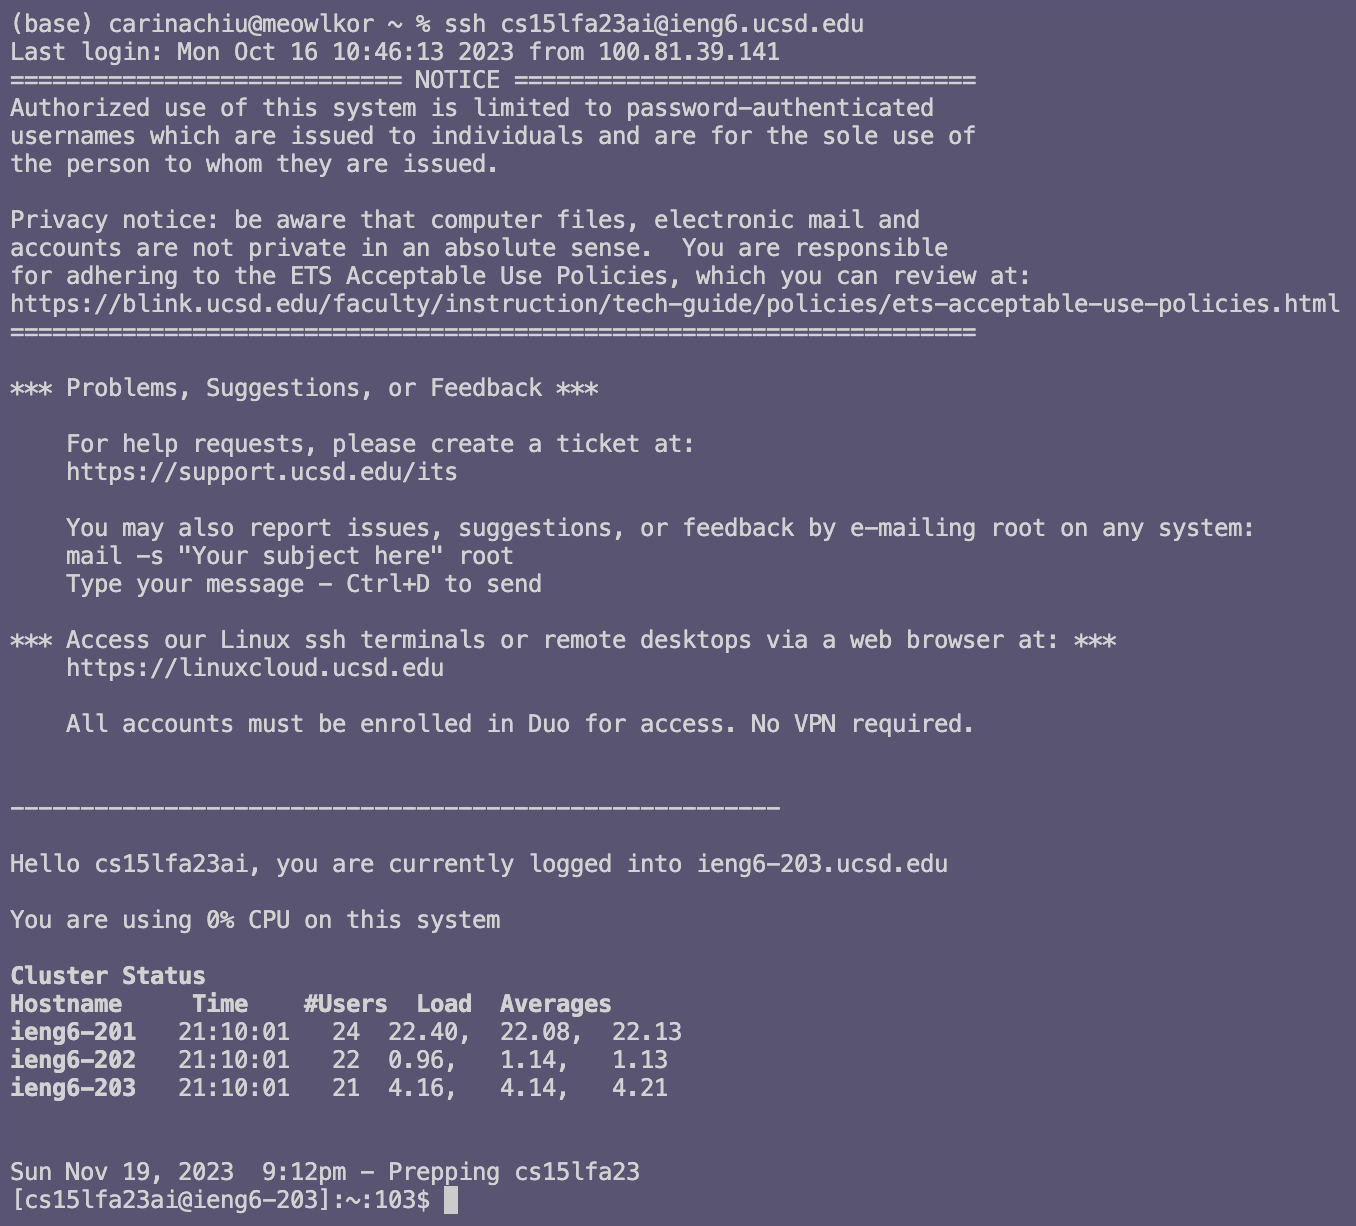 (base) carinachiu@meowlkor ~ % ssh cs15lfa23ai@ieng6.ucsd.edu
Last login: Mon Oct 16 10:46:13 2023 from 100.81.39.141
============================ NOTICE =================================
Authorized use of this system is limited to password-authenticated
usernames which are issued to individuals and are for the sole use of
the person to whom they are issued.

Privacy notice: be aware that computer files, electronic mail and
accounts are not private in an absolute sense.  You are responsible
for adhering to the ETS Acceptable Use Policies, which you can review at:
https://blink.ucsd.edu/faculty/instruction/tech-guide/policies/ets-acceptable-use-policies.html
=====================================================================

*** Problems, Suggestions, or Feedback ***

    For help requests, please create a ticket at:
    https://support.ucsd.edu/its

    You may also report issues, suggestions, or feedback by e-mailing root on any system:
    mail -s "Your subject here" root
    Type your message - Ctrl+D to send

*** Access our Linux ssh terminals or remote desktops via a web browser at: ***
    https://linuxcloud.ucsd.edu

    All accounts must be enrolled in Duo for access. No VPN required.

-------------------------------------------------------

Hello cs15lfa23ai, you are currently logged into ieng6-203.ucsd.edu

You are using 0% CPU on this system

Cluster Status
Hostname     Time    #Users  Load  Averages
ieng6-201   21:10:01   24  22.40,  22.08,  22.13
ieng6-202   21:10:01   22  0.96,   1.14,   1.13
ieng6-203   21:10:01   21  4.16,   4.14,   4.21

Sun Nov 19, 2023  9:12pm - Prepping cs15lfa23
[cs15lfa23ai@ieng6-203]:~:103$